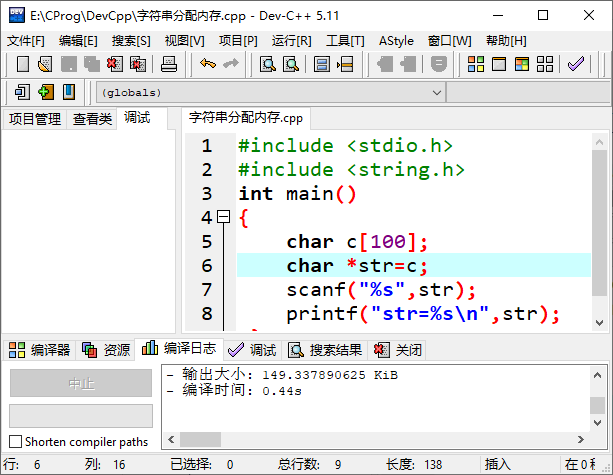 E:\CProg\DevCpp\字符串分配内存.cpp - Dev-C++ 5.11
文件[F] 编辑[E] 搜索[S] 视图[V] 项目[P] 运行[R] 工具[T] AStyle 窗口[W] 帮助[H]
(globals)
项目管理 查看类 调试 字符串分配内存.cpp
1 #include <stdio.h>
2 #include <string.h>
3 int main()
4 {
5 char c[100];
6 char *str=c;
7 scanf("%s",str);
8 printf("str=%s\n",str);
编译器 资源 编译日志 调试 搜索结果 关闭
中止
- 输出大小: 149.337890625 KiB
- 编译时间: 0.44s
Shorten compiler paths
行: 6 列: 16 已选择: 0 总行数: 9 长度: 138 插入 在 0 秒